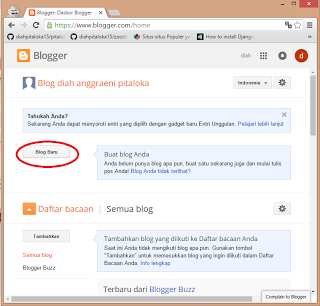 Blogger: Dasbor Blogger
https://www.blogger.com/home
diahpitaloka15/pitalo
diahpitaloka15/zoodi
Situs-situs Populer yw
How to install Django
Blogger
diah
d
Blog diah anggraeni pitaloka
Indonesia
Tahukah Anda?
Sekarang Anda dapat menyoroti entri yang dipilih dengan gadget baru Entri Unggulan. Pelajari lebih lanjut
Blog Baru
Buat blog Anda
Anda belum punya blog apa pun, buat satu sekarang juga dan mulai tulis
pos Anda! Blog Anda tidak terlihat?
Daftar bacaan | Semua blog
Tambahkan
Tambahkan blog yang diikuti ke Daftar bacaan Anda
Saat ini Anda tidak mengikuti blog apa pun. Gunakan tombol
"Tambahkan" untuk memasukkan blog yang ingin diikuti dalam Daftar
Bacaan Anda. Info lengkap
Semua blog
Blogger Buzz
Terbaru dari Blogger Buzz
Complain to Blogger